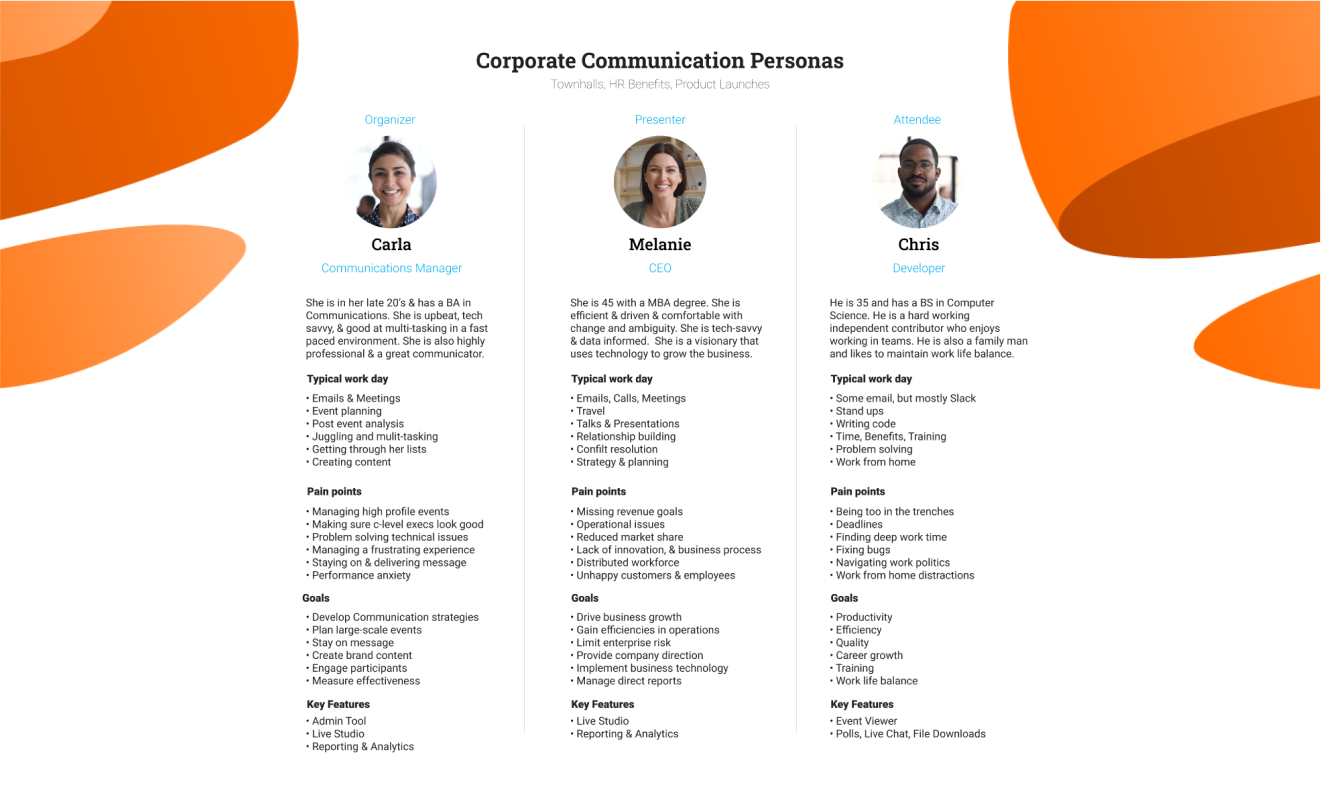 Corporate Communication Personas
Townhalls, HR Benefits, Product Launches
Organizer
Carla
Communications Manager
She is in her late 20's & has a BA in
Communications. She is upbeat, tech
savvy, & good at multi-tasking in a fast
paced environment. She is also highly
professional & a great communicator.
Typical work day
• Emails & Meetings
• Event planning
• Post event analysis
• Juggling and mulit-tasking
• Getting through her lists
• Creating content
Pain points
• Managing high profile events
• Making sure c-level execs look good
• Problem solving technical issues
• Managing a frustrating experience
• Staying on & delivering message
• Performance anxiety
Goals
• Develop Communication strategies
• Plan large-scale events
• Stay on message
• Create brand content
• Engage participants
• Measure effectiveness
Key Features
• Admin Tool
• Live Studio
• Reporting & Analytics
Presenter
Melanie
CEO
She is 45 with a MBA degree. She is
efficient & driven & comfortable with
change and ambiguity. She is tech-savvy
& data informed.  She is a visionary that
uses technology to grow the business.
Typical work day
• Emails, Calls, Meetings
• Travel
• Talks & Presentations
• Relationship building
• Confilt resolution
• Strategy & planning
Pain points
• Missing revenue goals
• Operational issues
• Reduced market share
• Lack of innovation, & business process
• Distributed workforce
• Unhappy customers & employees
Goals
• Drive business growth
• Gain efficiencies in operations
• Limit enterprise risk
• Provide company direction
• Implement business technology
• Manage direct reports
Key Features
• Live Studio
• Reporting & Analytics
Attendee
Chris
Developer
He is 35 and has a BS in Computer
Science. He is a hard working
independent contributor who enjoys
working in teams. He is also a family man
and likes to maintain work life balance.
Typical work day
• Some email, but mostly Slack
• Stand ups
• Writing code
• Time, Benefits, Training
• Problem solving
• Work from home
Pain points
• Being too in the trenches
• Deadlines
• Finding deep work time
• Fixing bugs
• Navigating work politics
• Work from home distractions
Goals
• Productivity
• Efficiency
• Quality
• Career growth
• Training
• Work life balance
Key Features
• Event Viewer
• Polls, Live Chat, File Downloads